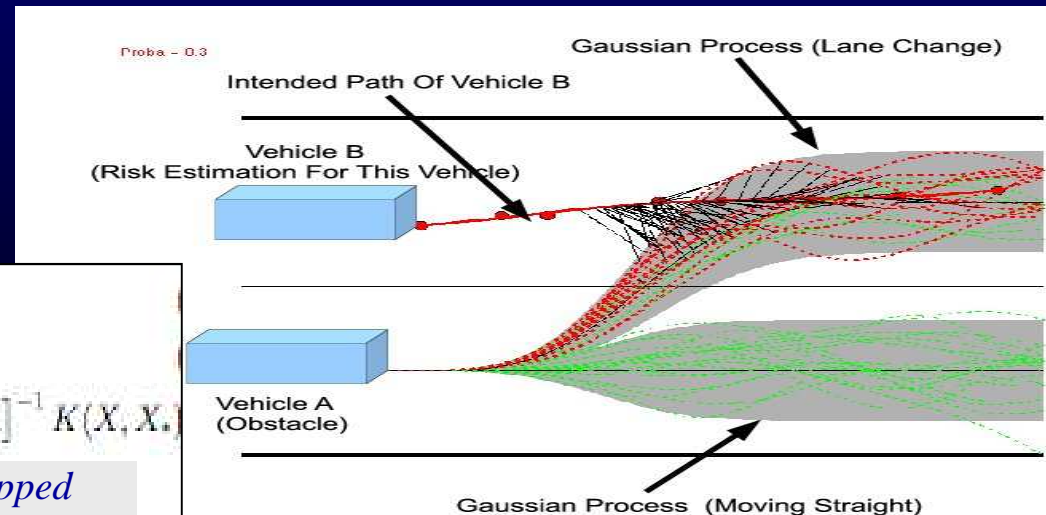 Proba - 0.3
Gaussian Process (Lane Change)
Intended Path Of Vehicle B
Vehicle B
(Risk Estimation For This Vehicle)
]⁻¹ K(X, X*)
Vehicle A
(Obstacle)
pped
Gaussian Process (Moving Straight)